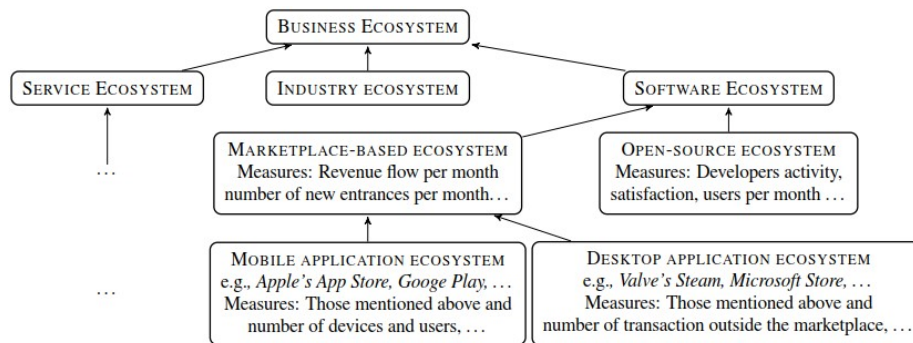 BUSINESS ECOSYSTEM
SERVICE ECOSYSTEM
INDUSTRY ECOSYSTEM
SOFTWARE ECOSYSTEM
MARKETPLACE-BASED ECOSYSTEM
Measures: Revenue flow per month
number of new entrances per month...
OPEN-SOURCE ECOSYSTEM
Measures: Developers activity,
satisfaction, users per month ...
...
MOBILE APPLICATION ECOSYSTEM
e.g., Apple's App Store, Googe Play, ...
Measures: Those mentioned above and
number of devices and users, ...
DESKTOP APPLICATION ECOSYSTEM
e.g., Valve's Steam, Microsoft Store, ...
Measures: Those mentioned above and
number of transaction outside the marketplace, ...
...